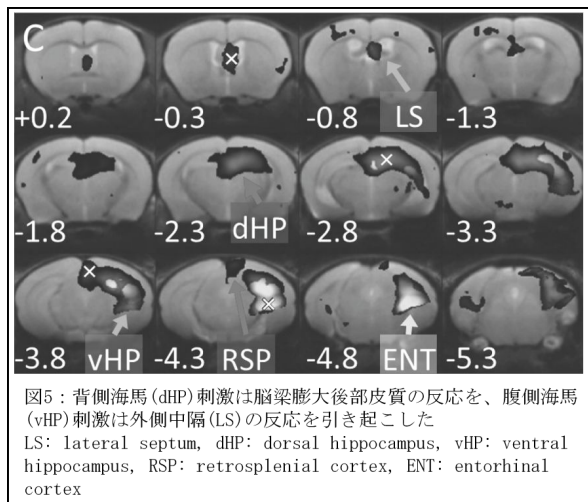 C
+0.2 -0.3 -0.8 LS -1.3
-1.8 -2.3 dHP -2.8 -3.3
-3.8 vHP -4.3 RSP -4.8 ENT -5.3
図5：背側海馬(dHP)刺激は脳梁膨大後部皮質の反応を、腹側海馬
(vHP)刺激は外側中隔(LS)の反応を引き起こした
LS: lateral septum, dHP: dorsal hippocampus, vHP: ventral
hippocampus, RSP: retrosplenial cortex, ENT: entorhinal
cortex